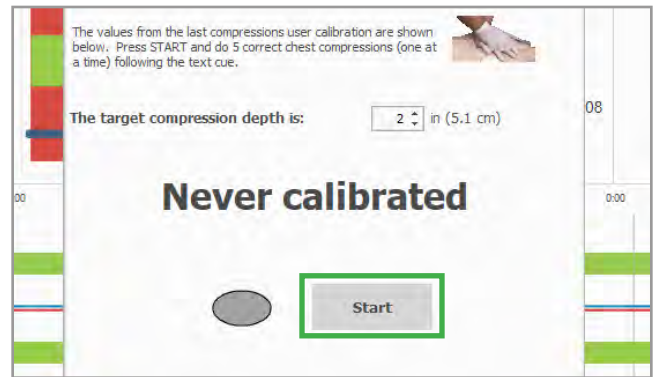 The values from the last compressions user calibration are shown
below. Press START and do 5 correct chest compressions (one at
a time) following the text cue.
08
The target compression depth is: 2 in (5.1 cm)
:00
0:00
Never calibrated
Start